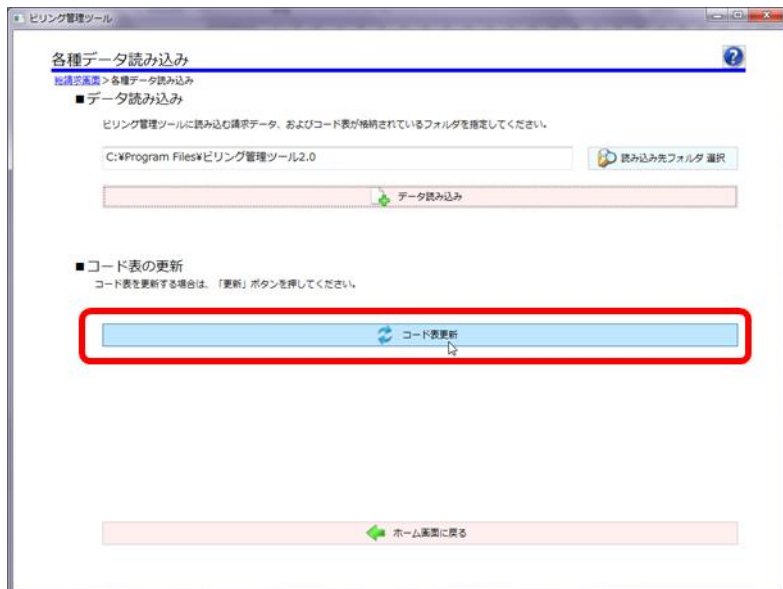 ビリング管理ツール
各種データ読み込み
総請求画面 > 各種データ読み込み
■データ読み込み
ビリング管理ツールに読み込む請求データ、およびコード表が格納されているフォルダを指定してください。
C:¥Program Files¥ビリング管理ツール2.0
読み込み先フォルダ 選択
データ読み込み
■コード表の更新
コード表を更新する場合は、「更新」ボタンを押してください。
コード表更新
ホーム画面に戻る